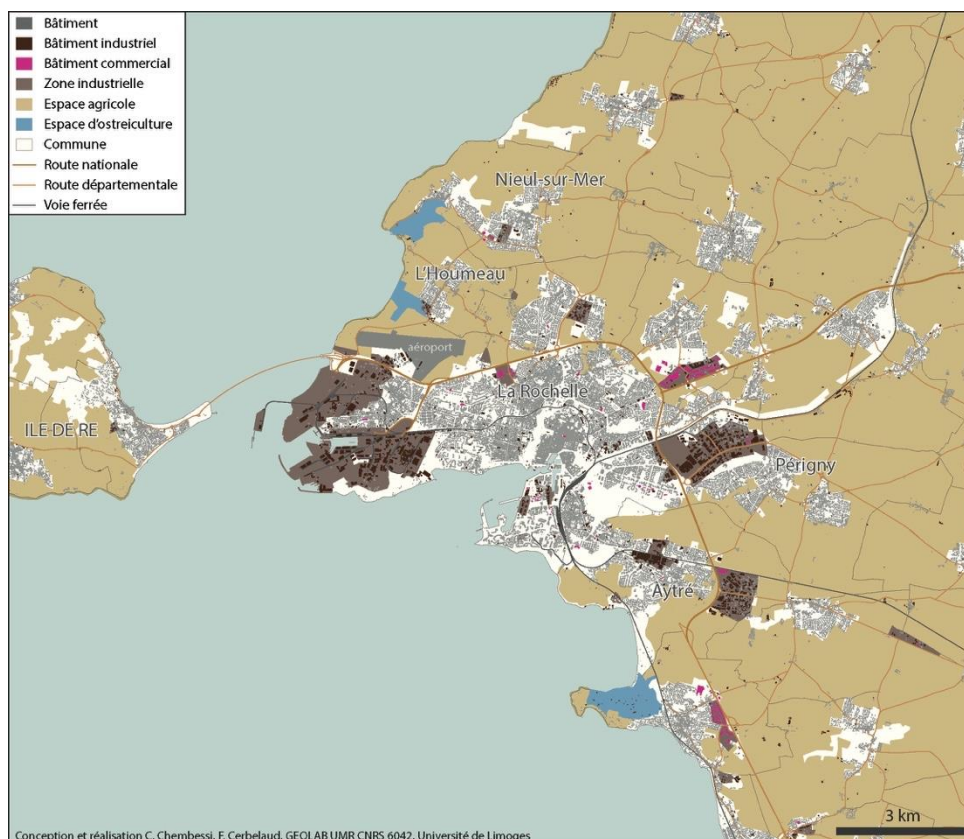 Bâtiment
Bâtiment industriel
Bâtiment commercial
Zone industrielle
Espace agricole
Espace d'ostreiculture
Commune
Route nationale
Route départementale
Voie ferrée
Nieul-sur-Mer
L'Houmeau
aéroport
La Rochelle
ILE DE RE
Périgny
Aytré
3 km
Conception et réalisation C. Chembessi, F. Cerbelaud, GEOLAB UMR CNRS 6042, Université de Limoges